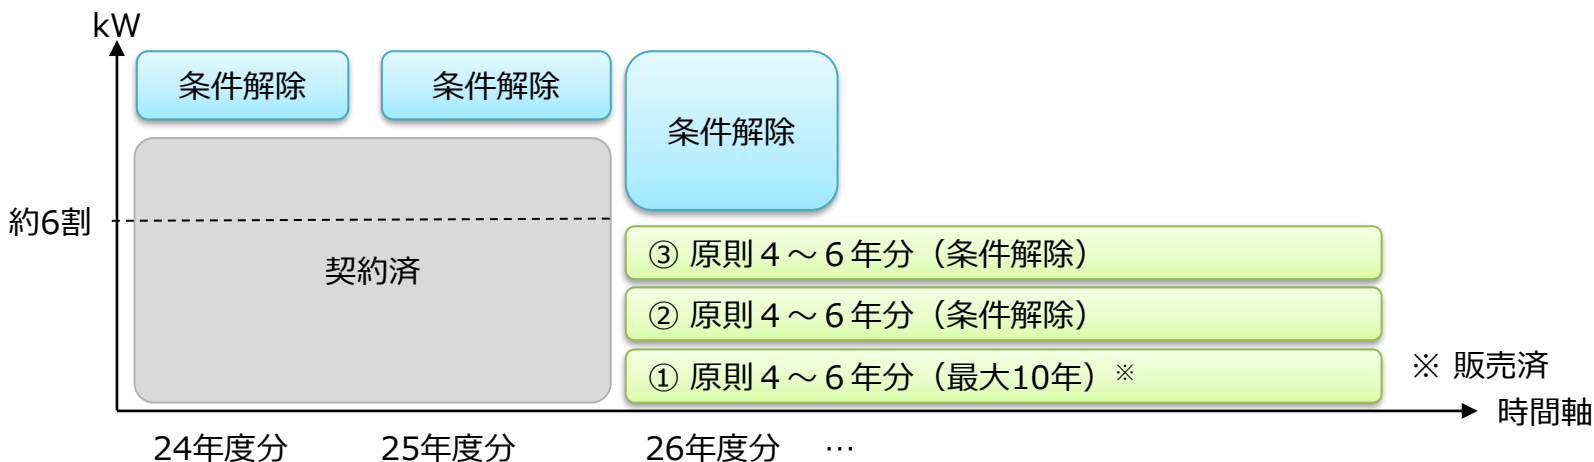 kW
条件解除
条件解除
条件解除
約6割
契約済
③ 原則４～６年分（条件解除）
② 原則４～６年分（条件解除）
① 原則４～６年分（最大10年）※
※ 販売済
時間軸
24年度分
25年度分
26年度分
…